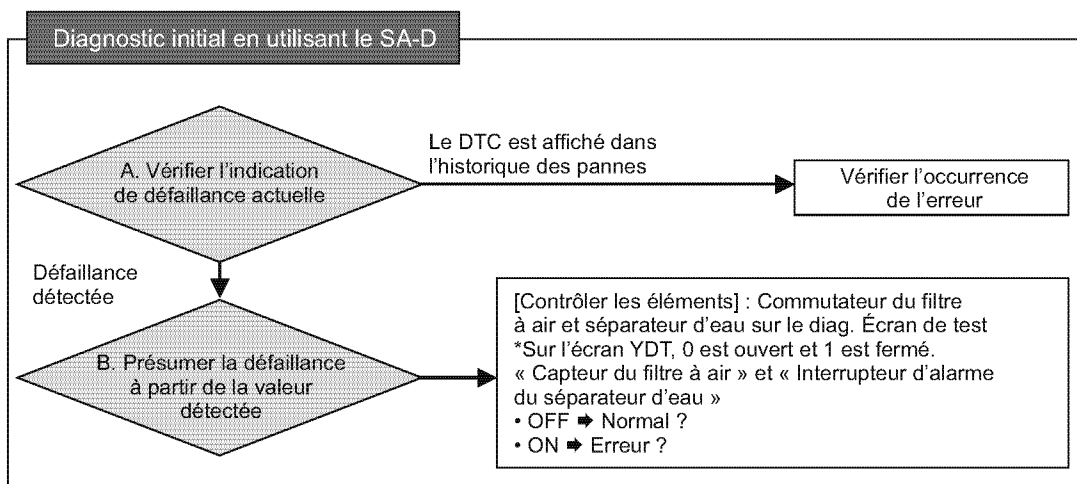 Diagnostic initial en utilisant le SA-D
A. Vérifier l'indication
de défaillance actuelle
Le DTC est affiché dans
l'historique des pannes
Vérifier l'occurrence
de l'erreur
Défaillance
détectée
B. Présumer la défaillance
à partir de la valeur
détectée
[Contrôler les éléments] : Commutateur du filtre
à air et séparateur d'eau sur le diag. Écran de test
*Sur l'écran YDT, 0 est ouvert et 1 est fermé.
« Capteur du filtre à air » et « Interrupteur d'alarme
du séparateur d'eau »
• OFF ➡ Normal ?
• ON ➡ Erreur ?